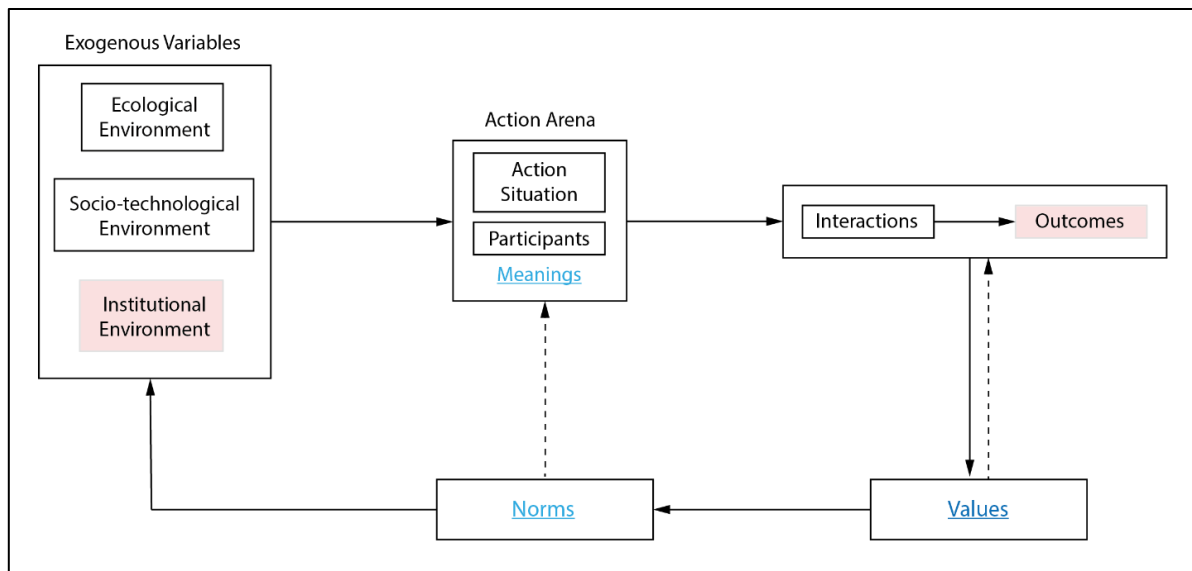 Exogenous Variables
Ecological
Environment
Socio-technological
Environment
Institutional
Environment
Action Arena
Action
Situation
Participants
Meanings
Interactions
Outcomes
Norms
Values